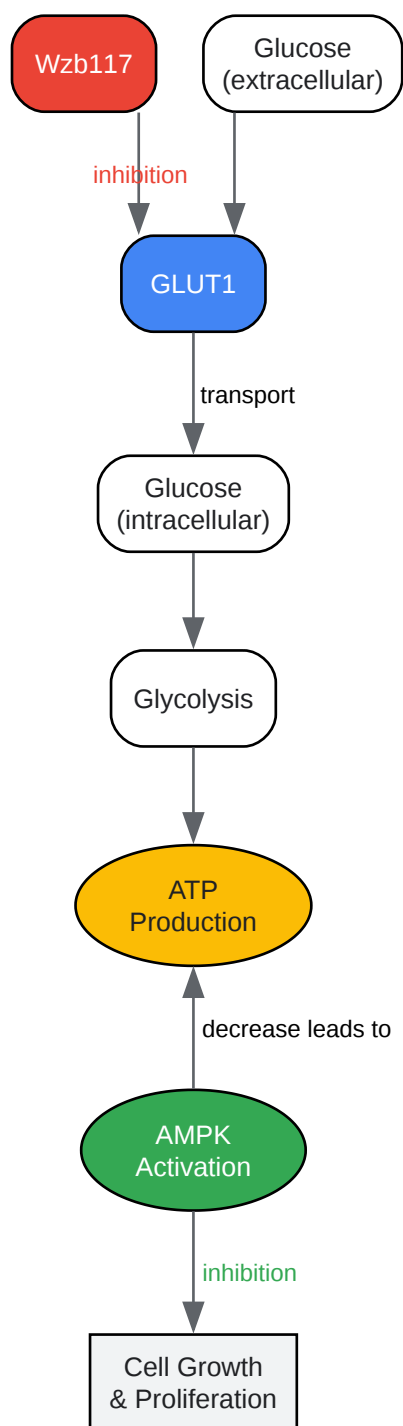 Wzb117
Glucose
(extracellular)
inhibition
GLUT1
transport
Glucose
(intracellular)
Glycolysis
ATP
Production
decrease leads to
AMPK
Activation
inhibition
Cell Growth
& Proliferation